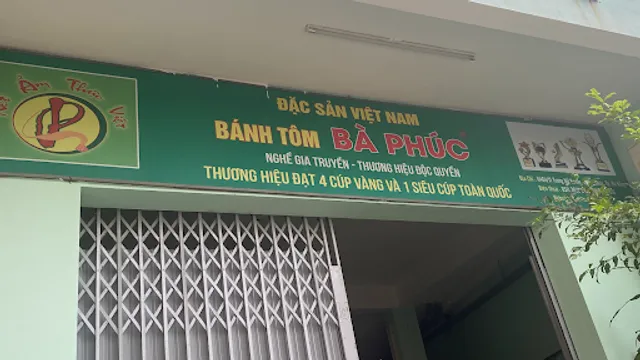 Ẩm Thực Việt
ĐẶC SẢN VIỆT NAM
BÁNH TÔM BÀ PHÚC
NGHỀ GIA TRUYỀN - THƯƠNG HIỆU ĐỘC QUYỀN
THƯƠNG HIỆU ĐẠT 4 CÚP VÀNG VÀ 1 SIÊU CÚP TOÀN QUỐC